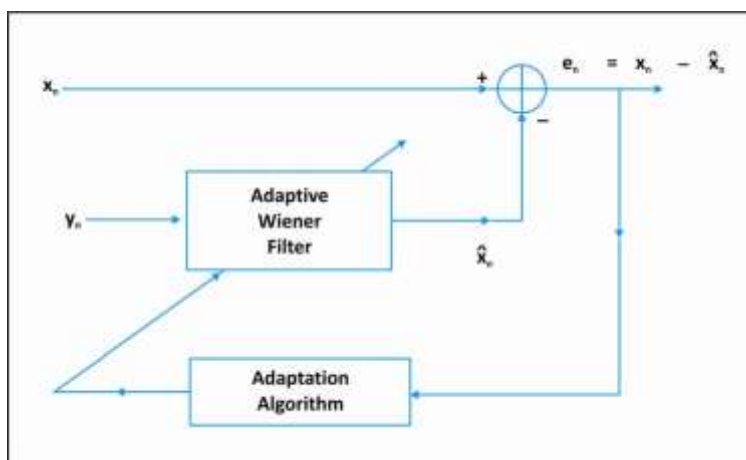 eₙ = xₙ − x̂ₙ
xₙ
+
−
Adaptive
Wiener
Filter
yₙ
x̂ₙ
Adaptation
Algorithm